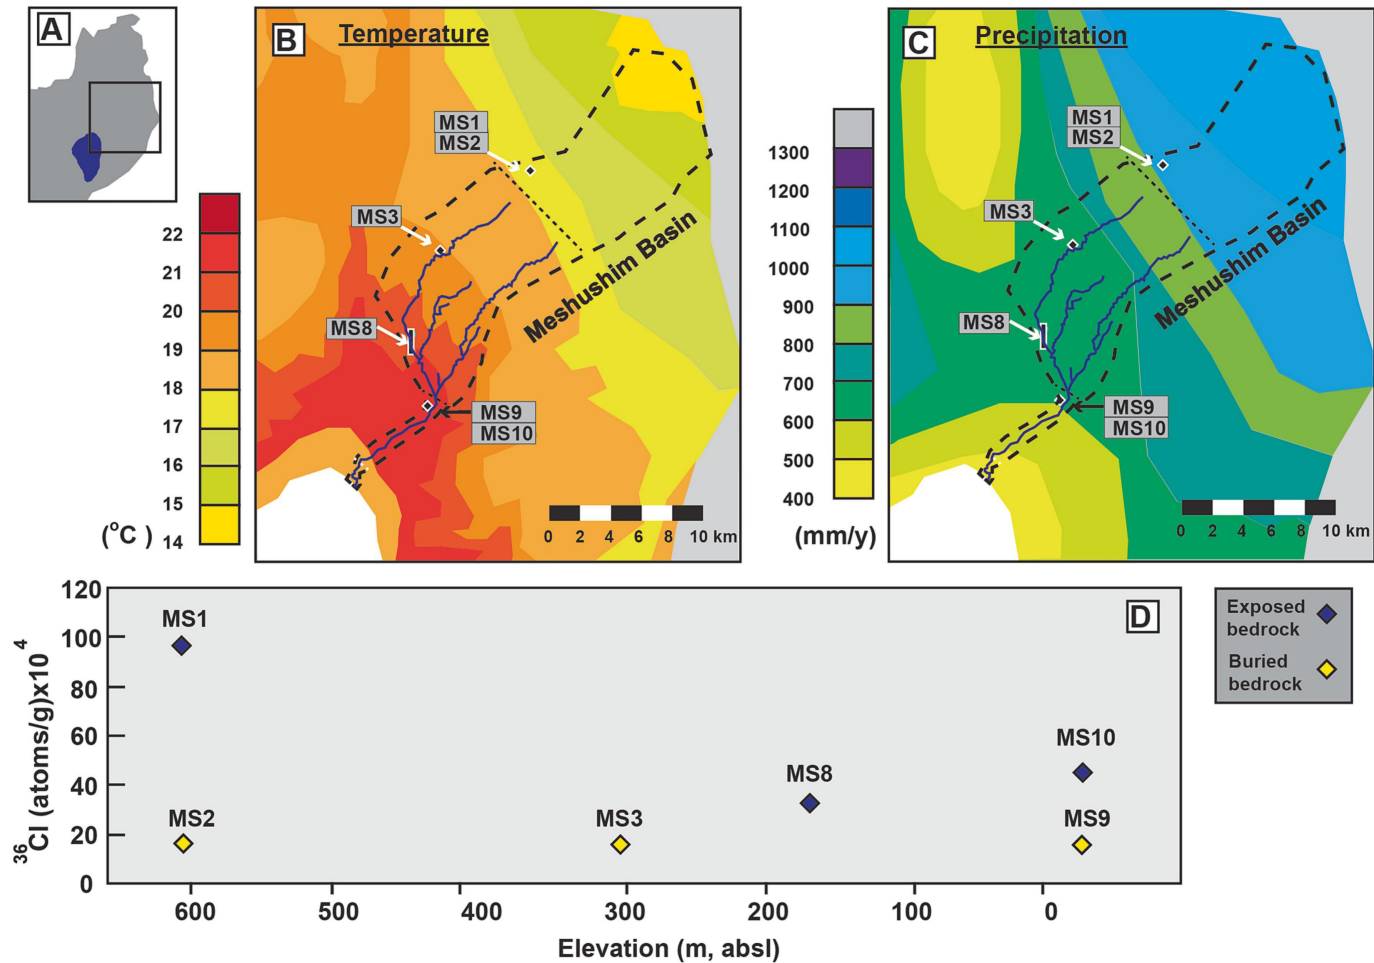 A
B
Temperature
MS1
MS2
MS3
MS8
MS9
MS10
Meshushim Basin
0 2 4 6 8 10 km
22
21
20
19
18
17
16
15
14
(°C )
C
Precipitation
MS1
MS2
MS3
MS8
MS9
MS10
Meshushim Basin
0 2 4 6 8 10 km
1300
1200
1100
1000
900
800
700
600
500
400
(mm/y)
D
120
100
80
60
40
20
0
³⁶Cl (atoms/g)x10⁴
MS1
MS2
MS3
MS8
MS10
MS9
600 500 400 300 200 100 0
Elevation (m, absl)
Exposed
bedrock
Buried
bedrock